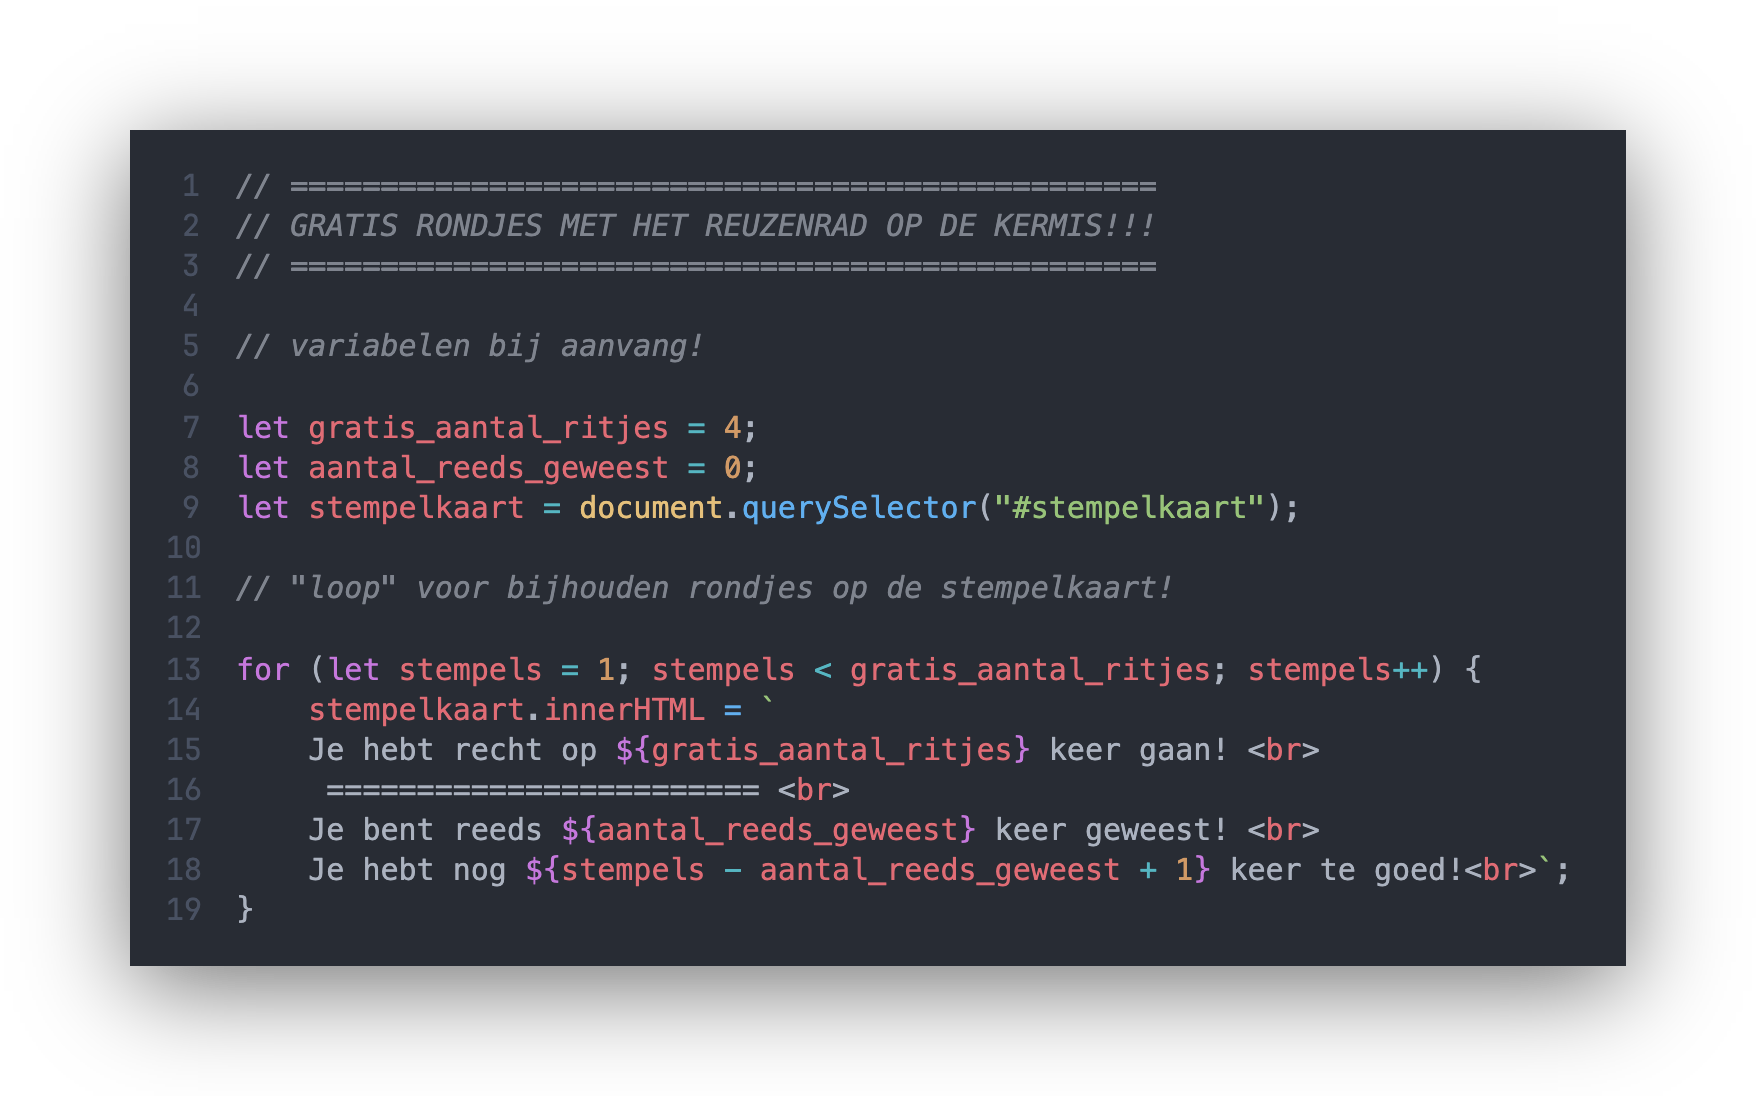 1 // ================================================
2 // GRATIS RONDJES MET HET REUZENRAD OP DE KERMIS!!!
3 // ================================================
4
5 // variabelen bij aanvang!
6
7 let gratis_aantal_ritjes = 4;
8 let aantal_reeds_geweest = 0;
9 let stempelkaart = document.querySelector("#stempelkaart");
10
11 // "loop" voor bijhouden rondjes op de stempelkaart!
12
13 for (let stempels = 1; stempels < gratis_aantal_ritjes; stempels++) {
14     stempelkaart.innerHTML = `
15     Je hebt recht op ${gratis_aantal_ritjes} keer gaan! <br>
16      ======================== <br>
17     Je bent reeds ${aantal_reeds_geweest} keer geweest! <br>
18     Je hebt nog ${stempels - aantal_reeds_geweest + 1} keer te goed!<br>`;
19 }